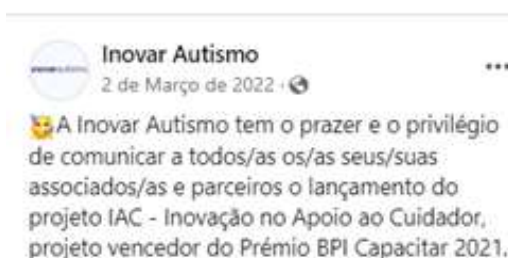 Inovar Autismo
2 de Março de 2022 ·
A Inovar Autismo tem o prazer e o privilégio
de comunicar a todos/as os/as seus/suas
associados/as e parceiros o lançamento do
projeto IAC - Inovação no Apoio ao Cuidador,
projeto vencedor do Prémio BPI Capacitar 2021.